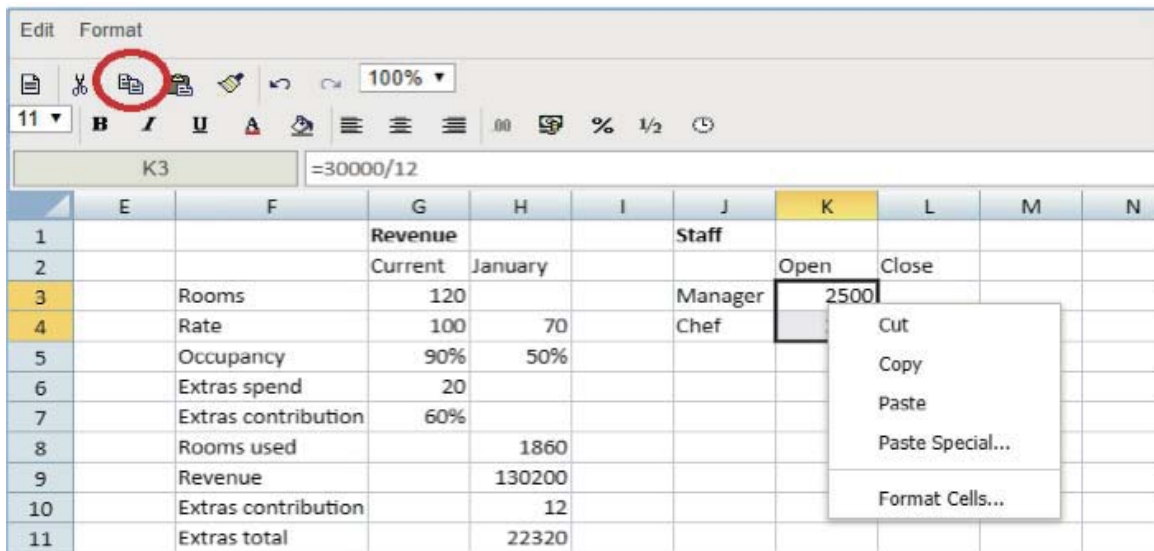 Edit Format
100% ▼
11 ▼ B I U A .00 % 1/2
K3 =30000/12
E F G H I J K L M N
1 Revenue Staff
2 Current January Open Close
3 Rooms 120 Manager 2500
4 Rate 100 70 Chef
5 Occupancy 90% 50%
6 Extras spend 20
7 Extras contribution 60%
8 Rooms used 1860
9 Revenue 130200
10 Extras contribution 12
11 Extras total 22320
Cut
Copy
Paste
Paste Special...
Format Cells...